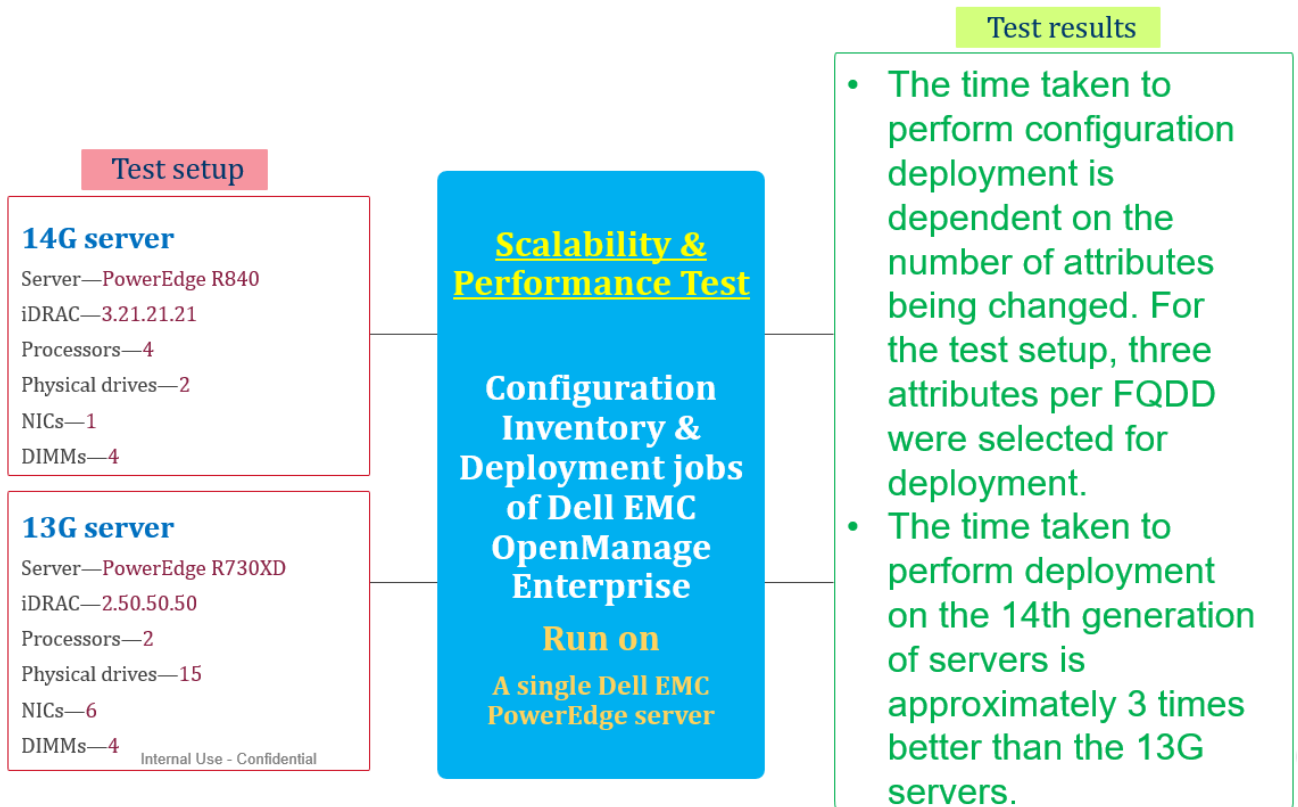 Test setup
14G server
Server—PowerEdge R840
iDRAC—3.21.21.21
Processors—4
Physical drives—2
NICs—1
DIMMs—4
13G server
Server—PowerEdge R730XD
iDRAC—2.50.50.50
Processors—2
Physical drives—15
NICs—6
DIMMs—4
Internal Use - Confidential
Scalability &
Performance Test
Configuration
Inventory &
Deployment jobs
of Dell EMC
OpenManage
Enterprise
Run on
A single Dell EMC
PowerEdge server
Test results
• The time taken to
perform configuration
deployment is
dependent on the
number of attributes
being changed. For
the test setup, three
attributes per FQDD
were selected for
deployment.
• The time taken to
perform deployment
on the 14th generation
of servers is
approximately 3 times
better than the 13G
servers.